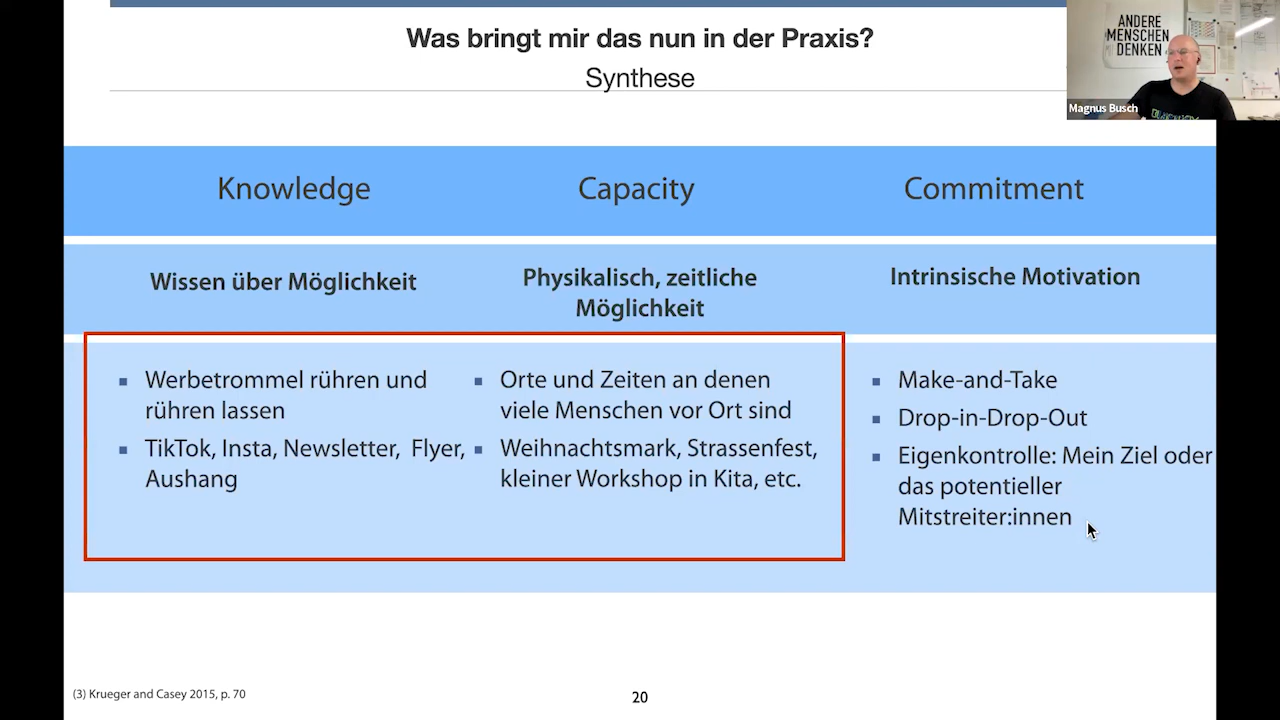 Was bringt mir das nun in der Praxis?
Synthese
ANDERE
MENSCHEN
DENKEN
Magnus Busch
Knowledge
Capacity
Commitment
Wissen über Möglichkeit
Physikalisch, zeitliche
Möglichkeit
Intrinsische Motivation
Werbetrommel rühren und
rühren lassen
TikTok, Insta, Newsletter, Flyer,
Aushang
Orte und Zeiten an denen
viele Menschen vor Ort sind
Weihnachtsmark, Strassenfest,
kleiner Workshop in Kita, etc.
Make-and-Take
Drop-in-Drop-Out
Eigenkontrolle: Mein Ziel oder
das potentieller
Mitstreiter:innen
(3) Krueger and Casey 2015, p. 70
20